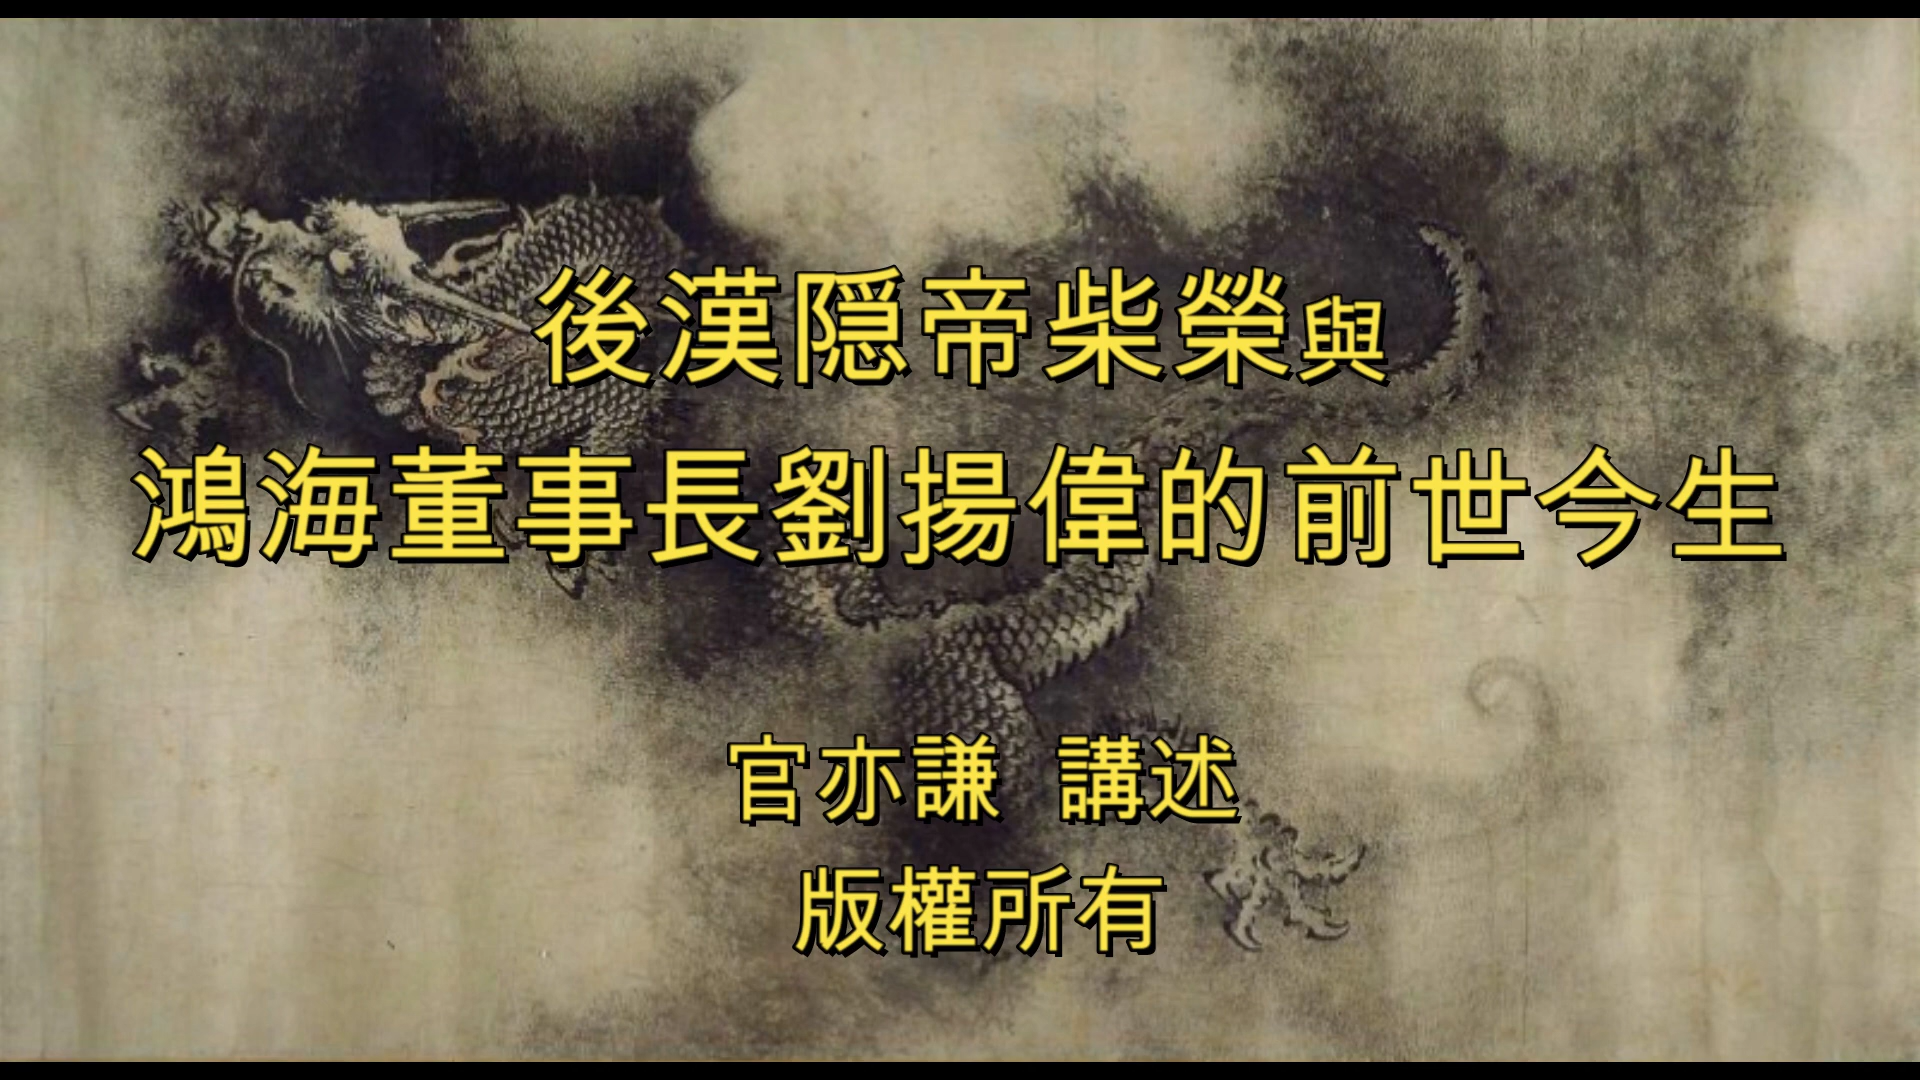 後漢隠帝柴榮與
鴻海董事長劉揚偉的前世今生
官亦謙 講述
版權所有